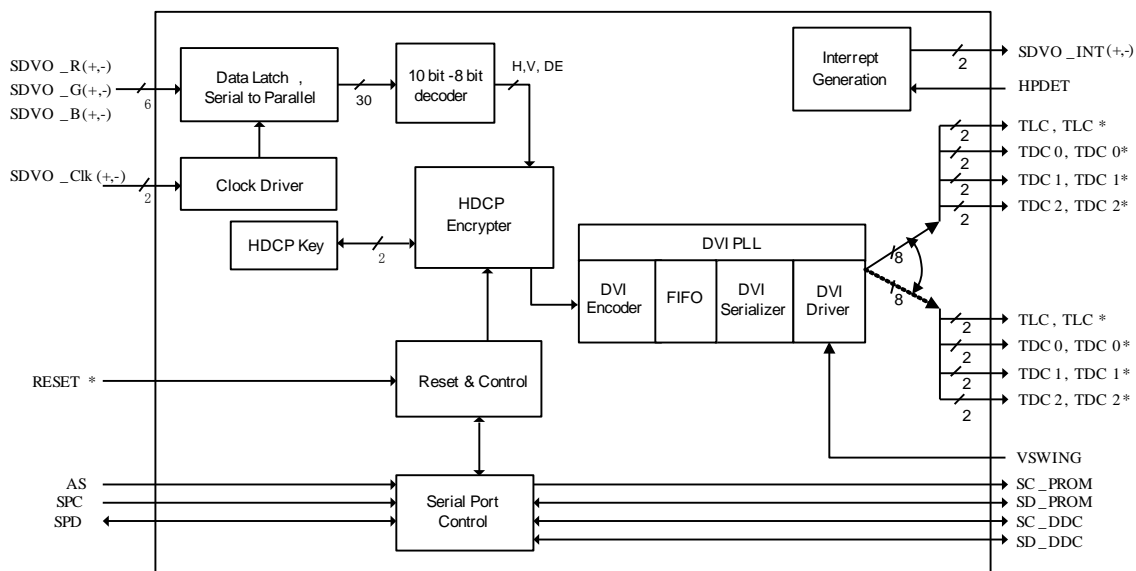 SDVO _R(+,-)
SDVO _G(+,-)
SDVO _B(+,-)
6
Data Latch ,
Serial to Parallel
30
10 bit -8 bit
decoder
H,V, DE
Interrept
Generation
2
SDVO _INT(+,-)
HPDET
SDVO _Clk(+,-)
2
Clock Driver
HDCP Key
2
HDCP
Encrypter
DVI PLL
DVI
Encoder
FIFO
DVI
Serializer
DVI
Driver
8
8
2
TLC , TLC *
2
TDC 0 , TDC 0*
2
TDC 1 , TDC 1*
2
TDC 2 , TDC 2*
2
TLC , TLC *
2
TDC 0 , TDC 0*
2
TDC 1 , TDC 1*
2
TDC 2 , TDC 2*
RESET *
Reset & Control
VSWING
AS
SPC
SPD
Serial Port
Control
SC _PROM
SD _PROM
SC _DDC
SD _DDC